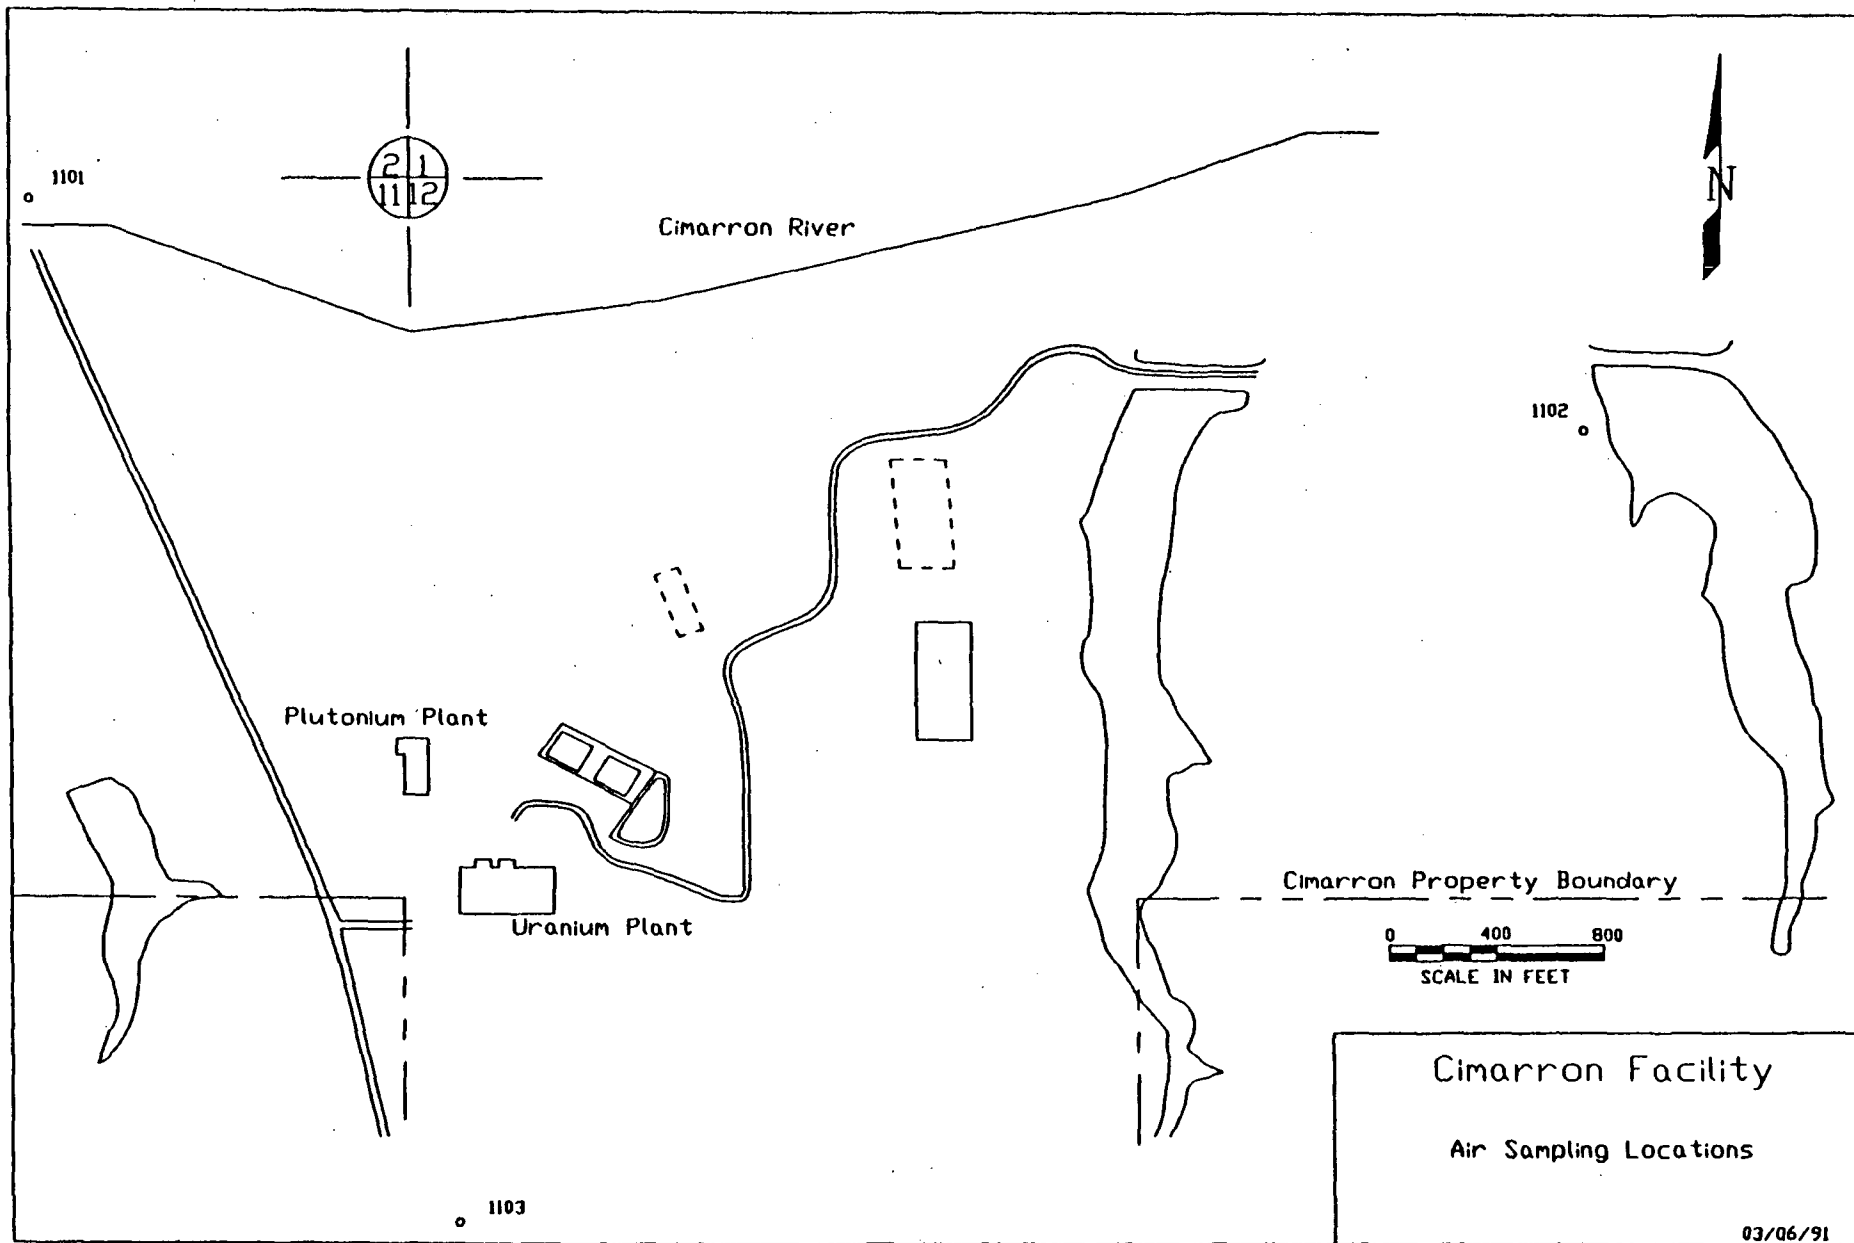 1101
2 1
11 12
Cimarron River
N
1102
Plutonium Plant
Cimarron Property Boundary
Uranium Plant
0 400 800
SCALE IN FEET
Cimarron Facility
Air Sampling Locations
1103
03/06/91